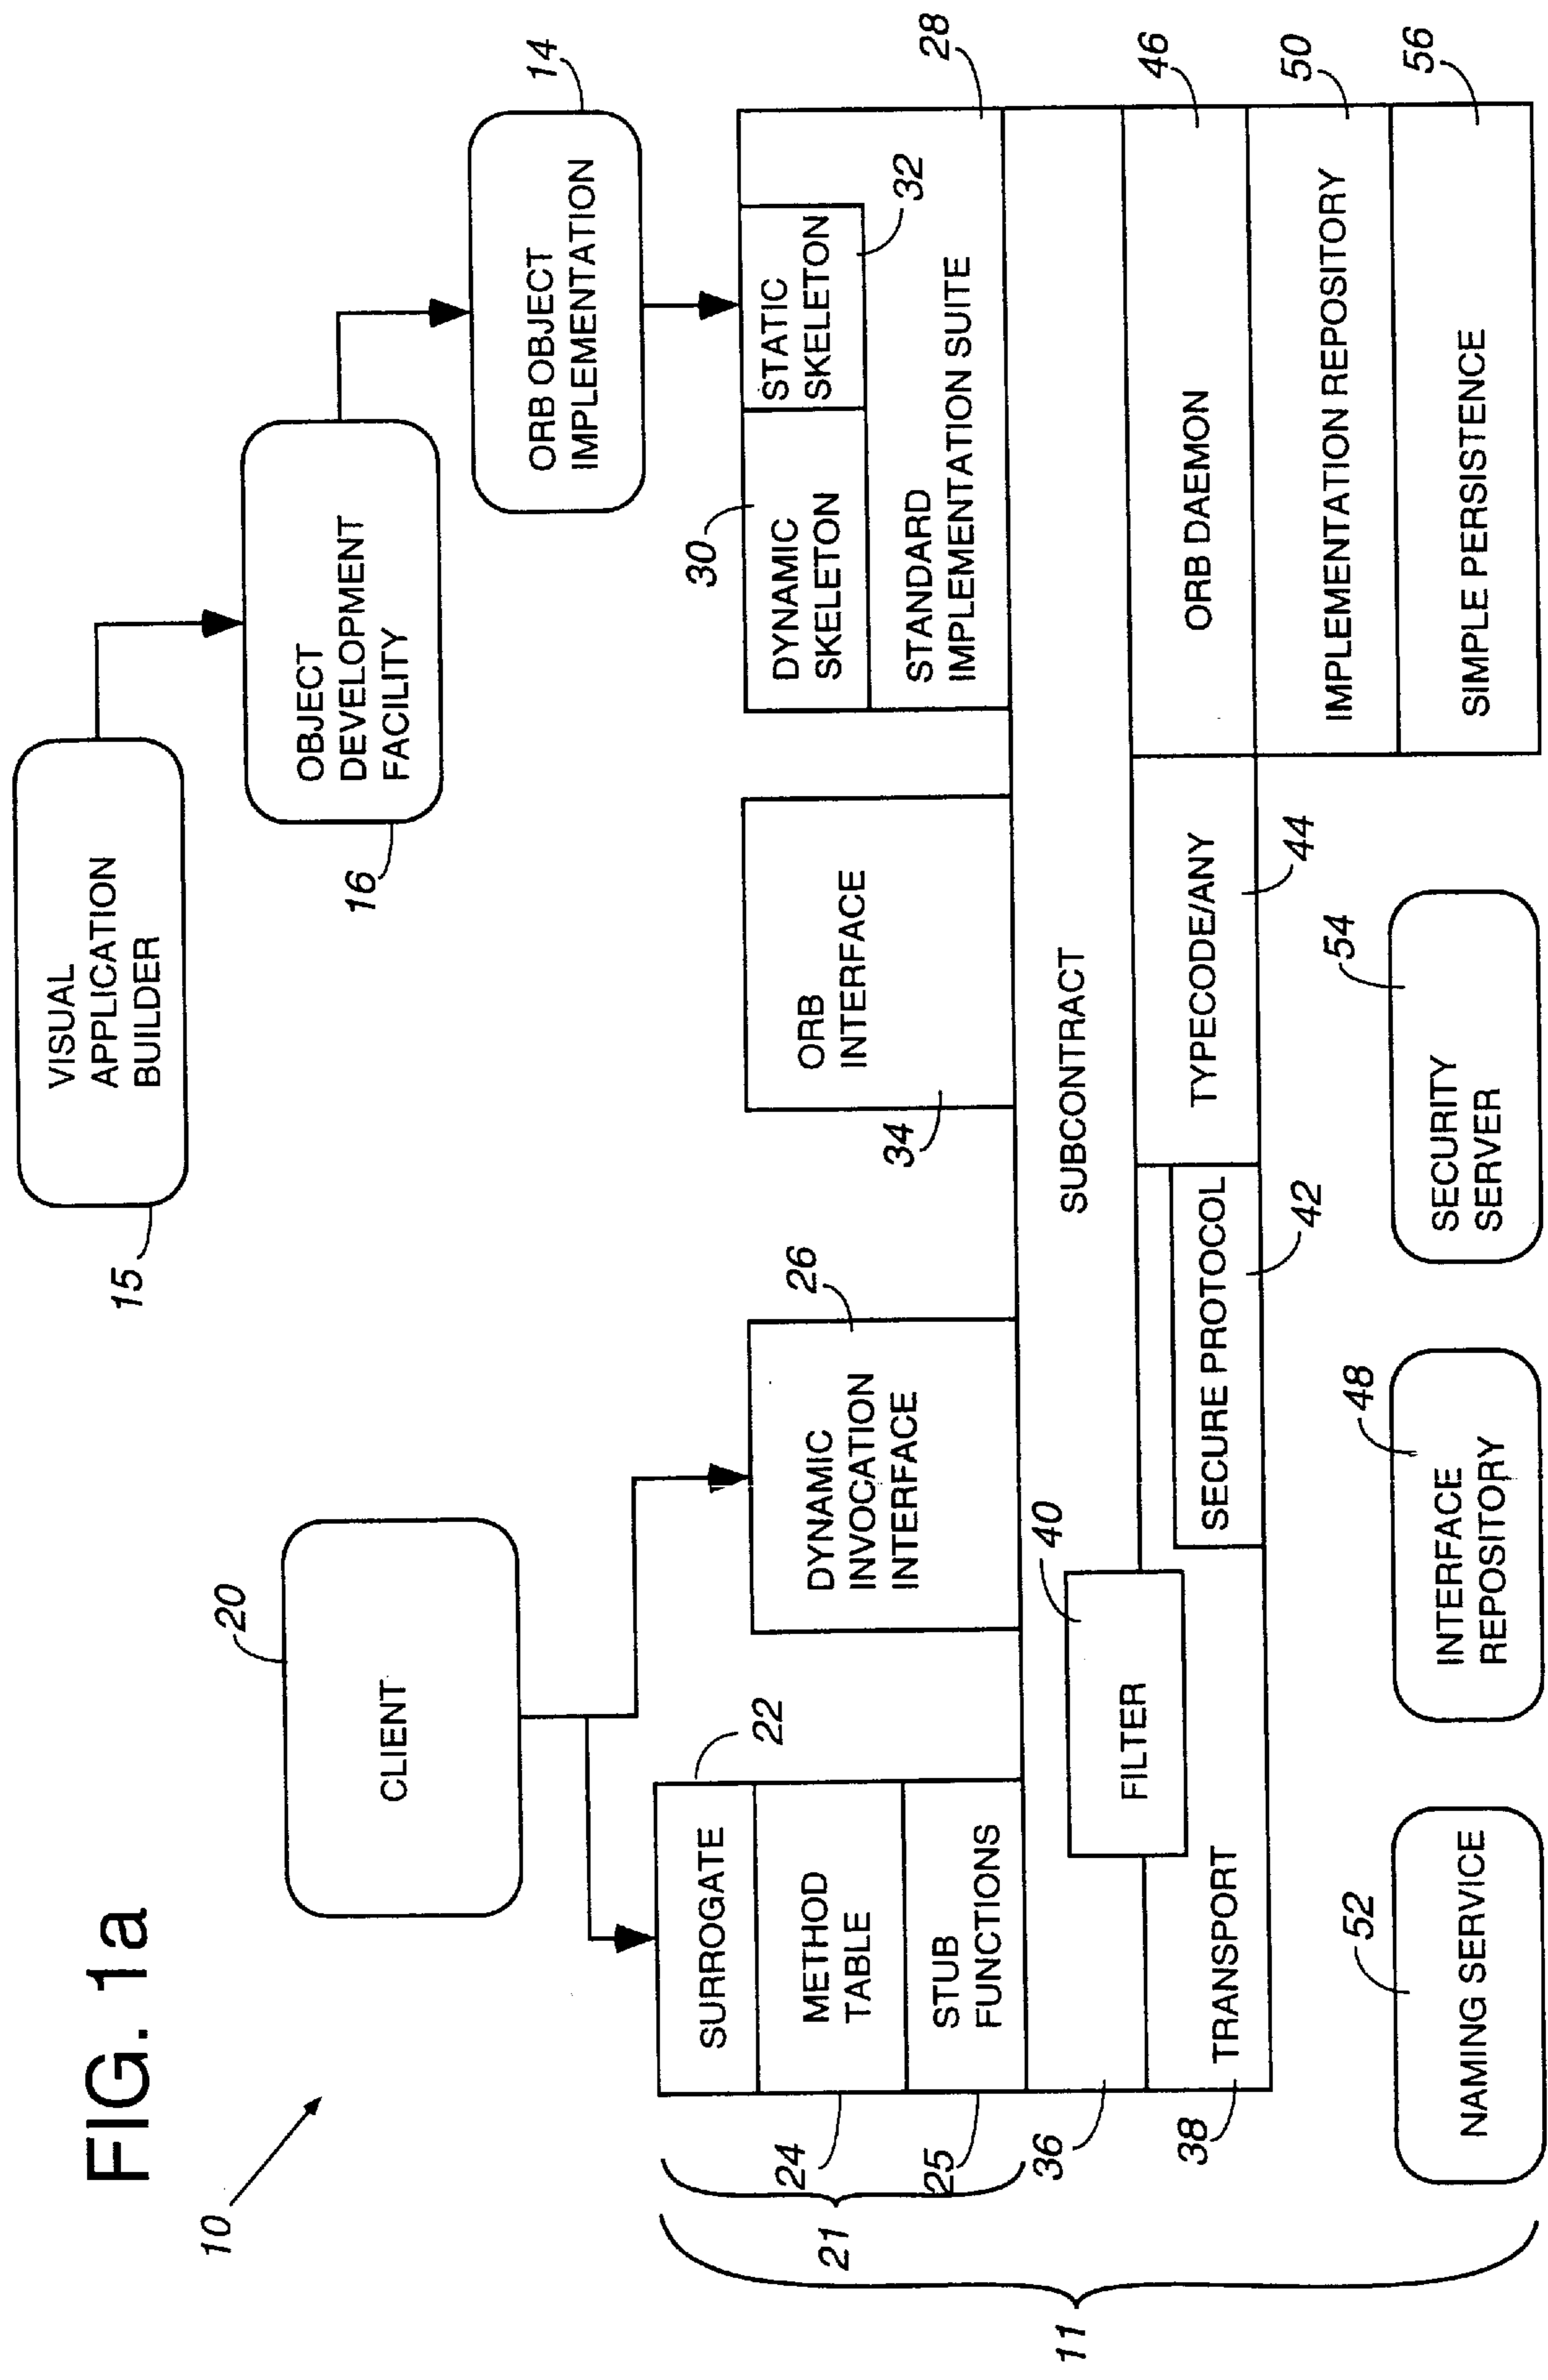 FIG. 1a
10
20
CLIENT
15
VISUAL
APPLICATION
BUILDER
16
OBJECT
DEVELOPMENT
FACILITY
14
ORB OBJECT
IMPLEMENTATION
22
SURROGATE
24
METHOD
TABLE
25
STUB
FUNCTIONS
21
26
DYNAMIC
INVOCATION
INTERFACE
34
ORB
INTERFACE
30
DYNAMIC
SKELETON
STATIC
SKELETON
32
STANDARD
IMPLEMENTATION SUITE
28
36
SUBCONTRACT
40
FILTER
38
TRANSPORT
SECURE PROTOCOL
42
TYPECODE/ANY
44
ORB DAEMON
46
IMPLEMENTATION REPOSITORY
50
SIMPLE PERSISTENCE
56
11
52
NAMING SERVICE
48
INTERFACE
REPOSITORY
54
SECURITY
SERVER